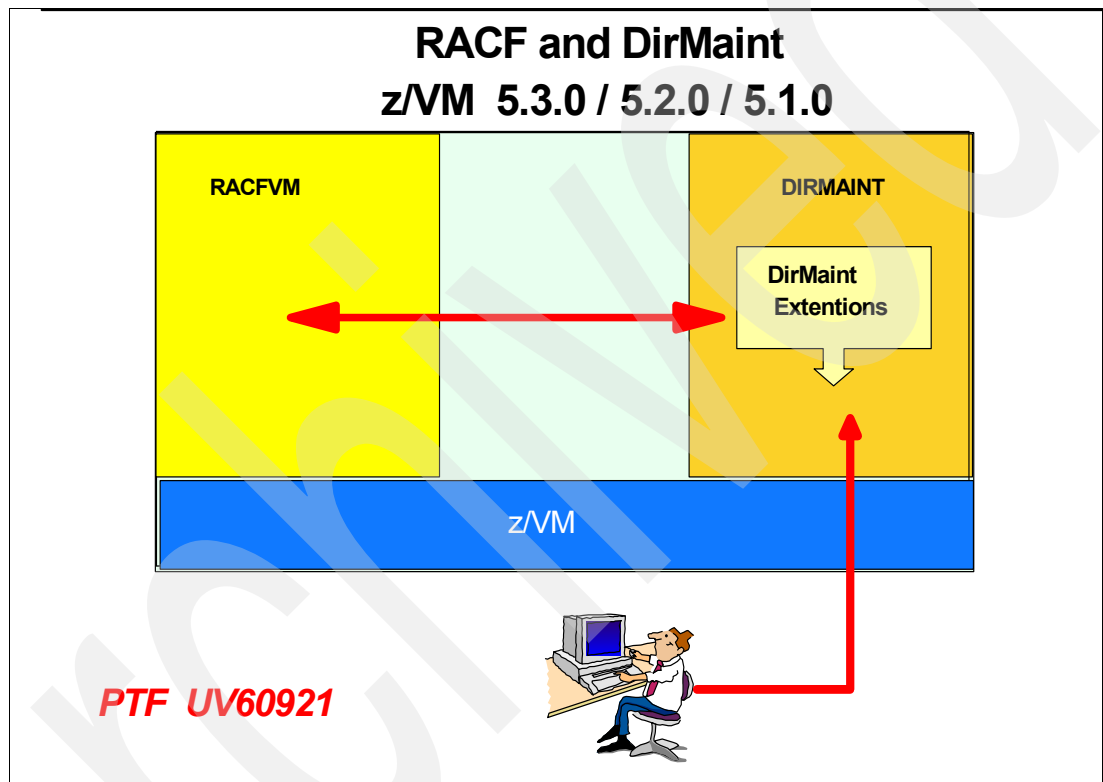 RACF and DirMaint
z/VM 5.3.0 / 5.2.0 / 5.1.0
RACFVM
DIRMAINT
DirMaint
Extentions
z/VM
PTF UV60921